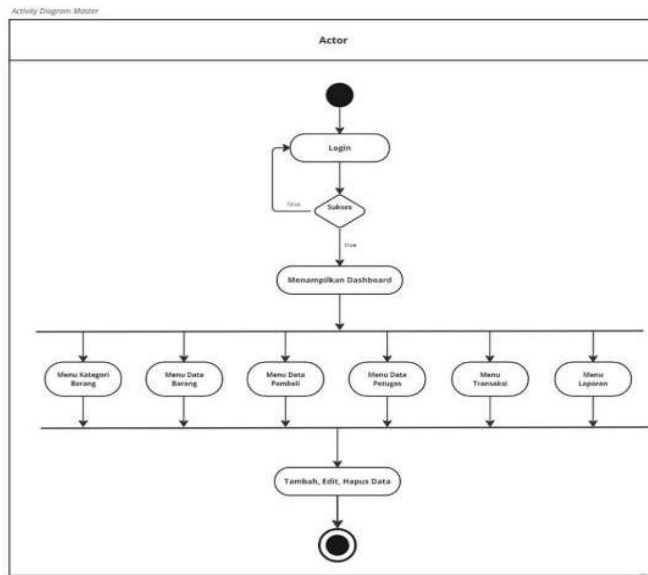 Activity Diagram Master
Actor
Login
Sukses
false
true
Menampilkan Dashboard
Menu Kategori
Barang
Menu Data
Barang
Menu Data
Pembeli
Menu Data
Petugas
Menu
Transaksi
Menu
Laporan
Tambah, Edit, Hapus Data